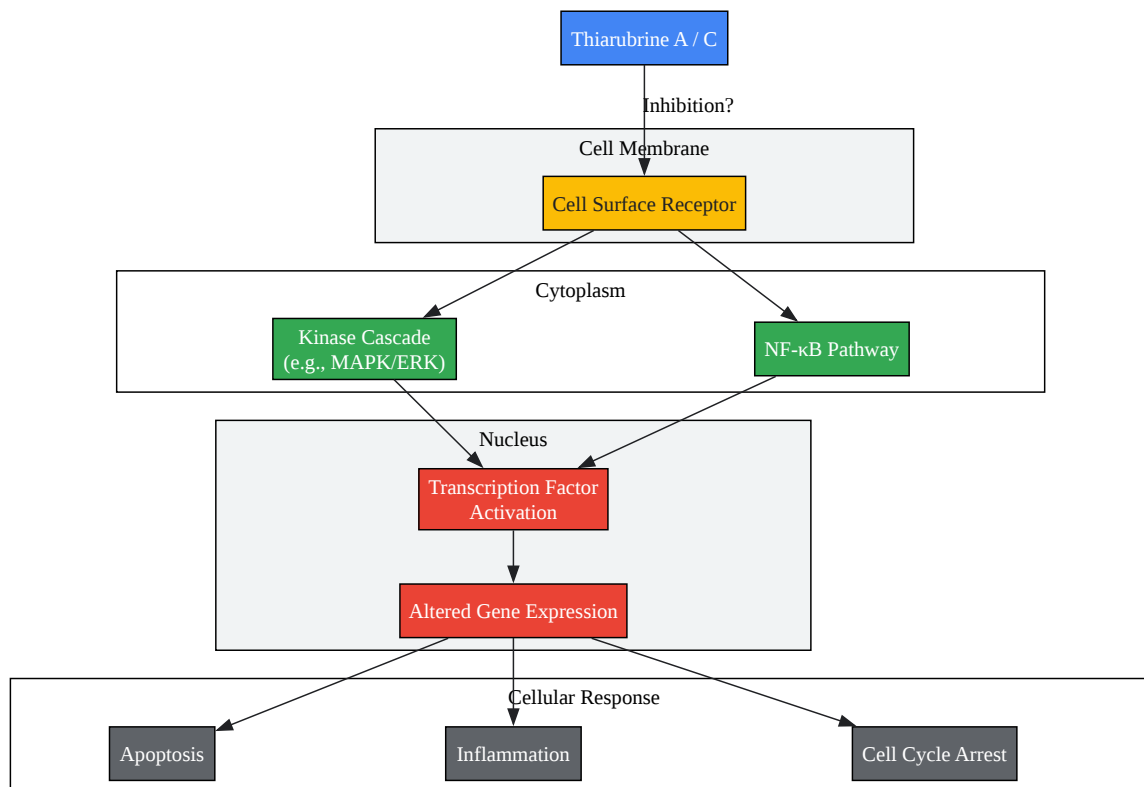 Thiarubrine A / C
Inhibition?
Cell Membrane
Cell Surface Receptor
Cytoplasm
Kinase Cascade
(e.g., MAPK/ERK)
NF-κB Pathway
Nucleus
Transcription Factor
Activation
Altered Gene Expression
Cellular Response
Apoptosis
Inflammation
Cell Cycle Arrest